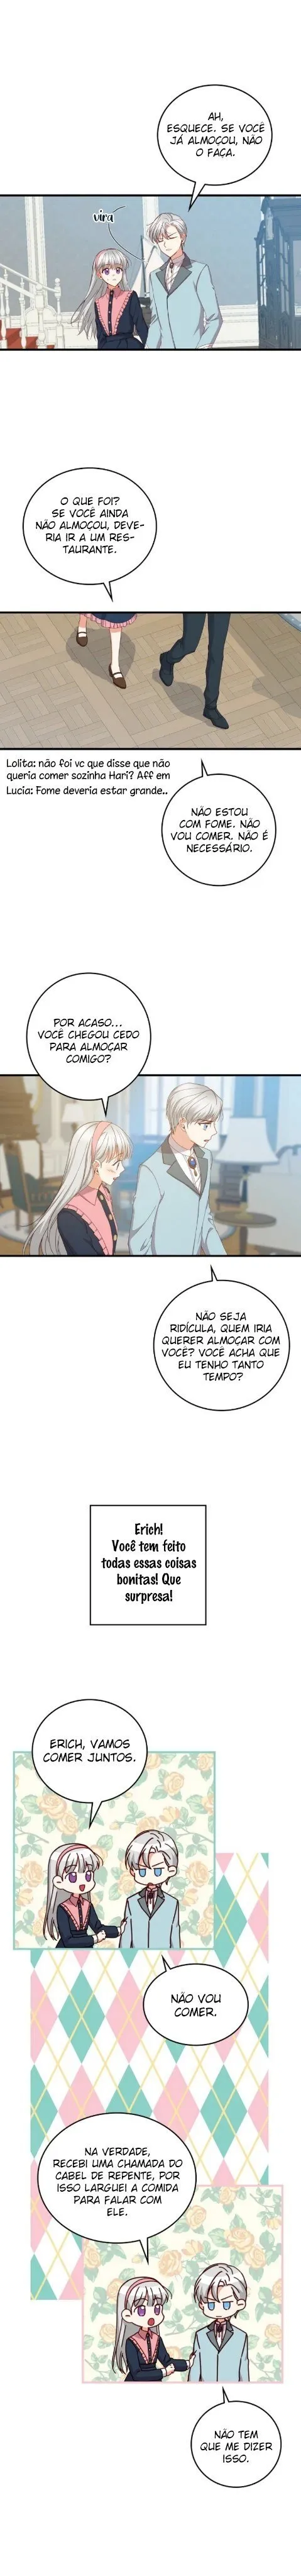 AH,
ESQUECE. SE VOCÊ
JÁ ALMOÇOU, NÃO
O FAÇA.
vira
O QUE FOI?
SE VOCÊ AINDA
NÃO ALMOÇOU, DEVE-
RIA IR A UM RES-
TAURANTE.
Lolita: não foi vc que disse que não
queria comer sozinha Hari? Aff em
Lucia: Fome deveria estar grande..
NÃO ESTOU
COM FOME. NÃO
VOU COMER. NÃO É
NECESSÁRIO.
POR ACASO...
VOCÊ CHEGOU CEDO
PARA ALMOÇAR
COMIGO?
NÃO SEJA
RIDÍCULA, QUEM IRIA
QUERER ALMOÇAR COM
VOCÊ? VOCÊ ACHA QUE
EU TENHO TANTO
TEMPO?
Erich!
Você tem feito
todas essas coisas
bonitas! Que
surpresa!
ERICH, VAMOS
COMER JUNTOS.
NÃO VOU
COMER.
NA VERDADE,
RECEBI UMA CHAMADA DO
CABEL DE REPENTE, POR
ISSO LARGUEI A COMIDA
PARA FALAR COM
ELE.
NÃO TEM
QUE ME DIZER
ISSO.